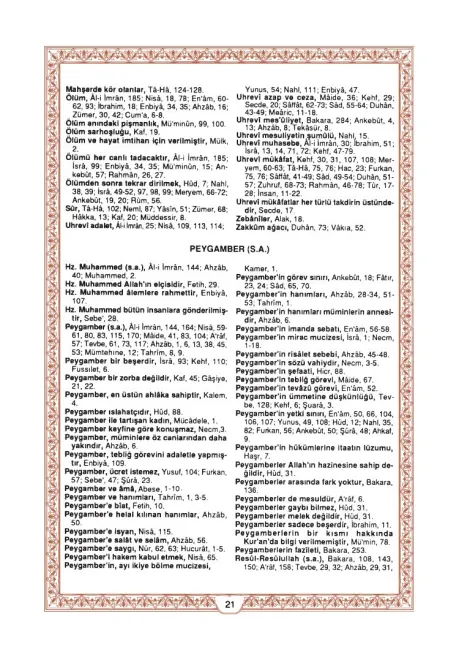 Mahşerde kör olanlar, Tâ-Hâ, 124-128.
Ölüm, Âl-i İmrân, 185; Nisâ, 18, 78; En'âm, 60-
62, 93; İbrahim, 18; Enbiyâ, 34, 35; Ahzâb, 16;
Zümer, 30, 42; Cum'a, 6-8.
Ölüm anındaki pişmanlık, Mü'minûn, 99, 100.
Ölüm sarhoşluğu, Kaf, 19.
Ölüm ve hayat imtihan için verilmiştir, Mülk,
2.
Ölümü her canlı tadacaktır, Âl-i İmrân, 185;
İsrâ, 99; Enbiyâ, 34, 35; Mü'minûn, 15; An-
kebût, 57; Rahmân, 26, 27.
Ölümden sonra tekrar dirilmek, Hûd, 7; Nahl,
38, 39; İsrâ, 49-52, 97, 98, 99; Meryem, 66-72;
Ankebût, 19, 20; Rûm, 56.
Sûr, Tâ-Hâ, 102; Neml, 87; Yâsîn, 51; Zümer, 68;
Hâkka, 13; Kaf, 20; Müddessir, 8.
Uhrevî adalet, Âl-i İmrân, 25; Nisâ, 109, 113, 114;
Yunus, 54; Nahl, 111; Enbiyâ, 47.
Uhrevî azap ve ceza, Mâide, 36; Kehf, 29;
Secde, 20; Sâffât, 62-73; Sâd, 55-64; Duhân,
43-49; Meâric, 11-18.
Uhrevî mes'ûliyet, Bakara, 284; Ankebût, 4,
13; Ahzâb, 8; Tekâsür, 8.
Uhrevî mesuliyetin şumûlü, Nahl, 15.
Uhrevî muhasebe, Âl-i İmrân, 30; İbrahim, 51;
İsrâ, 13, 14, 71, 72; Kehf, 47-79.
Uhrevî mükâfat, Kehf, 30, 31, 107, 108; Mer-
yem, 60-63; Tâ-Hâ, 75, 76; Hac, 23; Furkan,
75, 76; Sâffât, 41-49; Sâd, 49-54; Duhân, 51-
57; Zuhruf, 68-73; Rahmân, 46-78; Tûr, 17-
28; İnsan, 11-22.
Uhrevî mükâfatlar her türlü takdirin üstünde-
dir, Secde, 17
Zebânîler, Alak, 18.
Zakkûm ağacı, Duhân, 73; Vâkıa, 52.
PEYGAMBER (S.A.)
Hz. Muhammed (s.a.), Âl-i İmrân, 144; Ahzâb,
40; Muhammed, 2.
Hz. Muhammed Allah'ın elçisidir, Fetih, 29.
Hz. Muhammed âlemlere rahmettir, Enbiyâ,
107.
Hz. Muhammed bütün insanlara gönderilmiş-
tir, Sebe', 28.
Peygamber (s.a.), Âl-i İmrân, 144, 164; Nisâ, 59-
61, 80, 83, 115, 170; Mâide, 41, 83, 104; A'râf,
57; Tevbe, 61, 73, 117; Ahzâb, 1, 6, 13, 38, 45,
53; Mümtehıne, 12; Tahrîm, 8, 9.
Peygamber bir beşerdir, İsrâ, 93; Kehf, 110;
Fussılet, 6.
Peygamber bir zorba değildir, Kaf, 45; Gâşiye,
21, 22.
Peygamber, en üstün ahlâka sahiptir, Kalem,
4.
Peygamber ıslahatçıdır, Hûd, 88.
Peygamber ile tartışan kadın, Mücâdele, 1.
Peygamber keyfine göre konuşmaz, Necm,3.
Peygamber, müminlere öz canlarından daha
yakındır, Ahzâb, 6.
Peygamber, tebliğ görevini adaletle yapmış-
tır, Enbiyâ, 109.
Peygamber, ücret istemez, Yusuf, 104; Furkan,
57; Sebe', 47; Şûrâ, 23.
Peygamber ve âmâ, Abese, 1-10.
Peygamber ve hanımları, Tahrîm, 1, 3-5.
Peygamber'e bîat, Fetih, 10.
Peygamber'e helal kılınan hanımlar, Ahzâb,
50.
Peygamber'e isyan, Nisâ, 115.
Peygamber'e salât ve selâm, Ahzâb, 56.
Peygamber'e saygı, Nûr, 62, 63; Hucurât, 1-5.
Peygamber'i hakem kabul etmek, Nisâ, 65.
Peygamber'in, ayı ikiye bölme mucizesi,
Kamer, 1.
Peygamber'in görev sınırı, Ankebût, 18; Fâtır,
23, 24; Sâd, 65, 70.
Peygamber'in hanımları, Ahzâb, 28-34, 51-
53; Tahrîm, 1.
Peygamber'in hanımları müminlerin annesi-
dir, Ahzâb, 6.
Peygamber'in imanda sebatı, En'âm, 56-58.
Peygamber'in mirac mucizesi, İsrâ, 1; Necm,
1-18.
Peygamber'in risâlet sebebi, Ahzâb, 45-48.
Peygamber'in sözü vahiydir, Necm, 3-5.
Peygamber'in şefaati, Hicr, 88.
Peygamber'in tebliğ görevi, Mâide, 67.
Peygamber'in tevâzû görevi, En'âm, 52.
Peygamber'in ümmetine düşkünlüğü, Tev-
be, 128; Kehf, 6; Şuarâ, 3.
Peygamber'in yetki sınırı, En'âm, 50, 66, 104,
106, 107; Yunus, 49, 108; Hûd, 12; Nahl, 35,
82; Furkan, 56; Ankebût, 50; Şûrâ, 48; Ahkaf,
9.
Peygamber'in hükümlerine itaatın lüzumu,
Haşr, 7.
Peygamberler Allah'ın hazinesine sahip de-
ğildir, Hûd, 31.
Peygamberler arasında fark yoktur, Bakara,
136.
Peygamberler de mesuldür, A'râf, 6.
Peygamberler gaybı bilmez, Hûd, 31.
Peygamberler melek değildir, Hûd, 31.
Peygamberler sadece beşerdir, İbrahim, 11.
Peygamberlerin bir kısmı hakkında
Kur'an'da bilgi verilmemiştir, Mü'min, 78.
Peygamberlerin fazileti, Bakara, 253.
Resûl-Resûlullah (s.a.), Bakara, 108, 143,
150; A'râf, 156; Tevbe, 29, 32; Ahzâb, 29, 31,
21